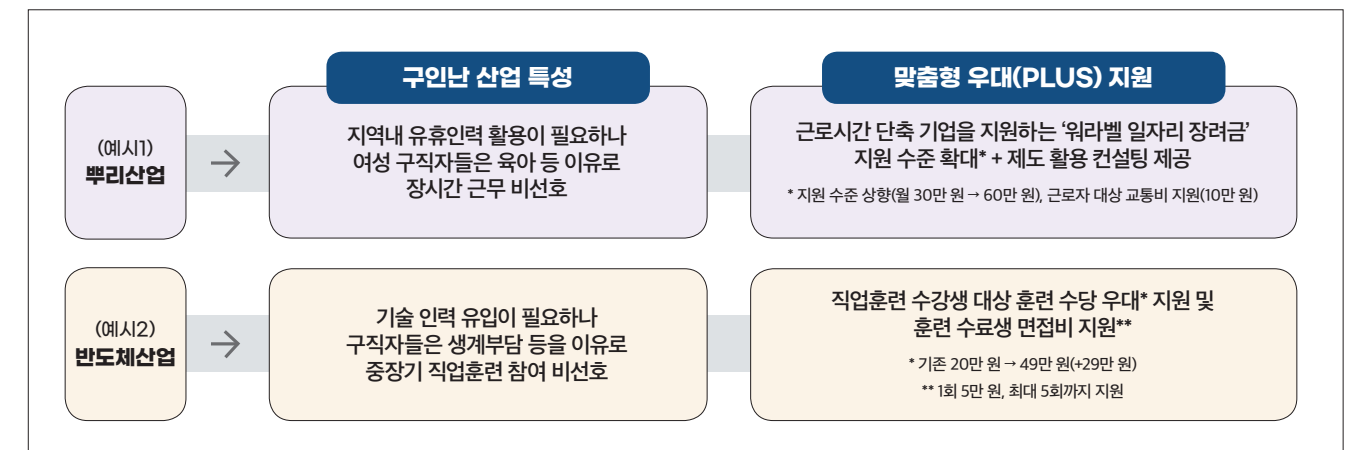 구인난 산업 특성
맞춤형 우대(PLUS) 지원
(예시1)
뿌리산업
→
지역내 유휴인력 활용이 필요하나
여성 구직자들은 육아 등 이유로
장시간 근무 비선호
근로시간 단축 기업을 지원하는 ‘워라벨 일자리 장려금’
지원 수준 확대* + 제도 활용 컨설팅 제공
* 지원 수준 상향(월 30만 원 → 60만 원), 근로자 대상 교통비 지원(10만 원)
(예시2)
반도체산업
→
기술 인력 유입이 필요하나
구직자들은 생계부담 등을 이유로
중장기 직업훈련 참여 비선호
직업훈련 수강생 대상 훈련 수당 우대* 지원 및
훈련 수료생 면접비 지원**
* 기존 20만 원 → 49만 원(+29만 원)
** 1회 5만 원, 최대 5회까지 지원